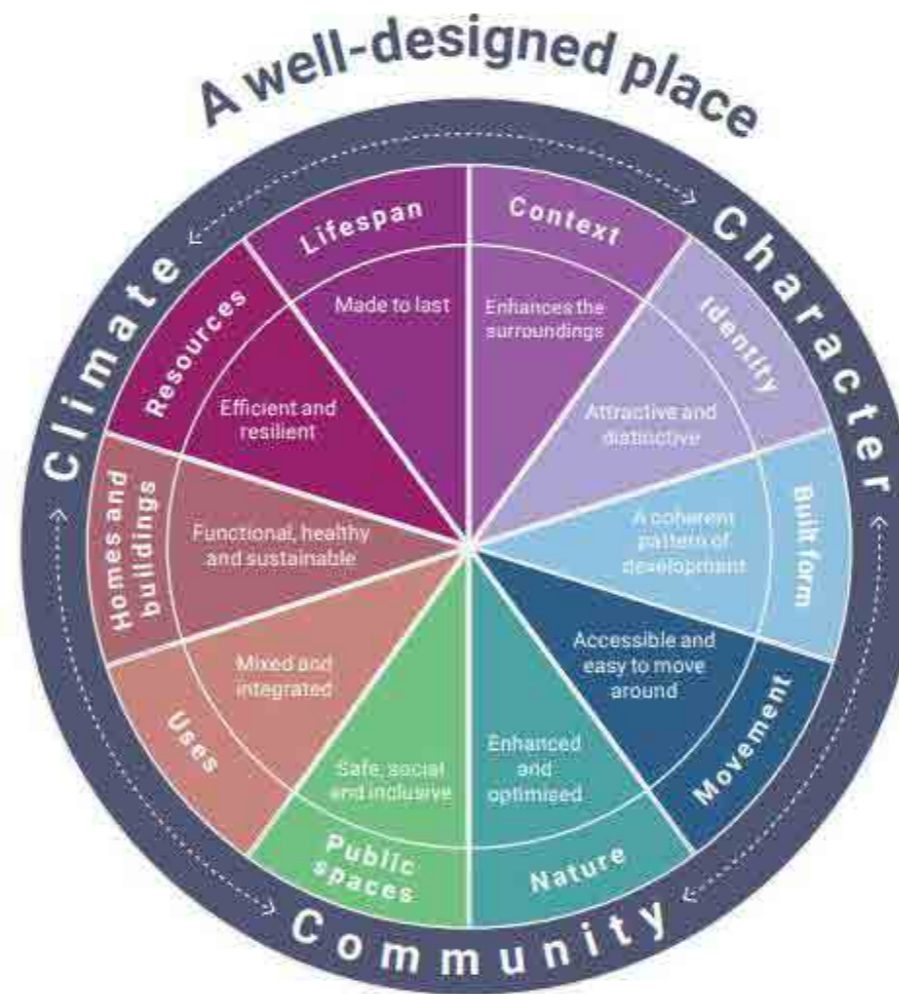 A well-designed place
Climate
Character
Community
Context
Enhances the
surroundings
Identity
Attractive and
distinctive
Built form
A coherent
pattern of
development
Movement
Accessible and
easy to move
around
Nature
Enhanced
and
optimised
Public
spaces
Safe, social
and inclusive
Uses
Mixed and
integrated
Homes and
buildings
Functional, healthy
and sustainable
Resources
Efficient and
resilient
Lifespan
Made to last